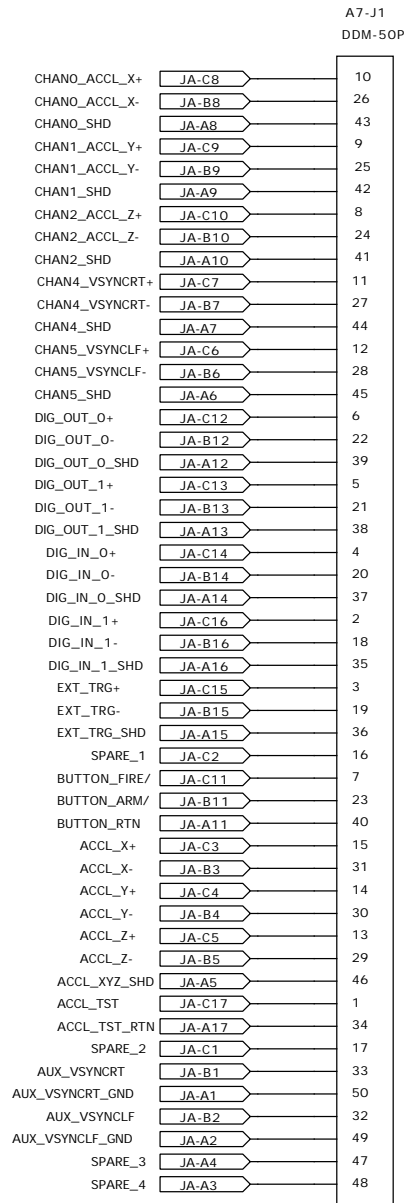 A7-J1
DDM-50P
CHAN0_ACCL_X+ JA-C8 10
CHAN0_ACCL_X- JA-B8 26
CHAN0_SHD JA-A8 43
CHAN1_ACCL_Y+ JA-C9 9
CHAN1_ACCL_Y- JA-B9 25
CHAN1_SHD JA-A9 42
CHAN2_ACCL_Z+ JA-C10 8
CHAN2_ACCL_Z- JA-B10 24
CHAN2_SHD JA-A10 41
CHAN4_VSYNCRT+ JA-C7 11
CHAN4_VSYNCRT- JA-B7 27
CHAN4_SHD JA-A7 44
CHAN5_VSYNCLF+ JA-C6 12
CHAN5_VSYNCLF- JA-B6 28
CHAN5_SHD JA-A6 45
DIG_OUT_0+ JA-C12 6
DIG_OUT_0- JA-B12 22
DIG_OUT_0_SHD JA-A12 39
DIG_OUT_1+ JA-C13 5
DIG_OUT_1- JA-B13 21
DIG_OUT_1_SHD JA-A13 38
DIG_IN_0+ JA-C14 4
DIG_IN_0- JA-B14 20
DIG_IN_0_SHD JA-A14 37
DIG_IN_1+ JA-C16 2
DIG_IN_1- JA-B16 18
DIG_IN_1_SHD JA-A16 35
EXT_TRG+ JA-C15 3
EXT_TRG- JA-B15 19
EXT_TRG_SHD JA-A15 36
SPARE_1 JA-C2 16
BUTTON_FIRE/ JA-C11 7
BUTTON_ARM/ JA-B11 23
BUTTON_RTN JA-A11 40
ACCL_X+ JA-C3 15
ACCL_X- JA-B3 31
ACCL_Y+ JA-C4 14
ACCL_Y- JA-B4 30
ACCL_Z+ JA-C5 13
ACCL_Z- JA-B5 29
ACCL_XYZ_SHD JA-A5 46
ACCL_TST JA-C17 1
ACCL_TST_RTN JA-A17 34
SPARE_2 JA-C1 17
AUX_VSYNCRT JA-B1 33
AUX_VSYNCRT_GND JA-A1 50
AUX_VSYNCLF JA-B2 32
AUX_VSYNCLF_GND JA-A2 49
SPARE_3 JA-A4 47
SPARE_4 JA-A3 48